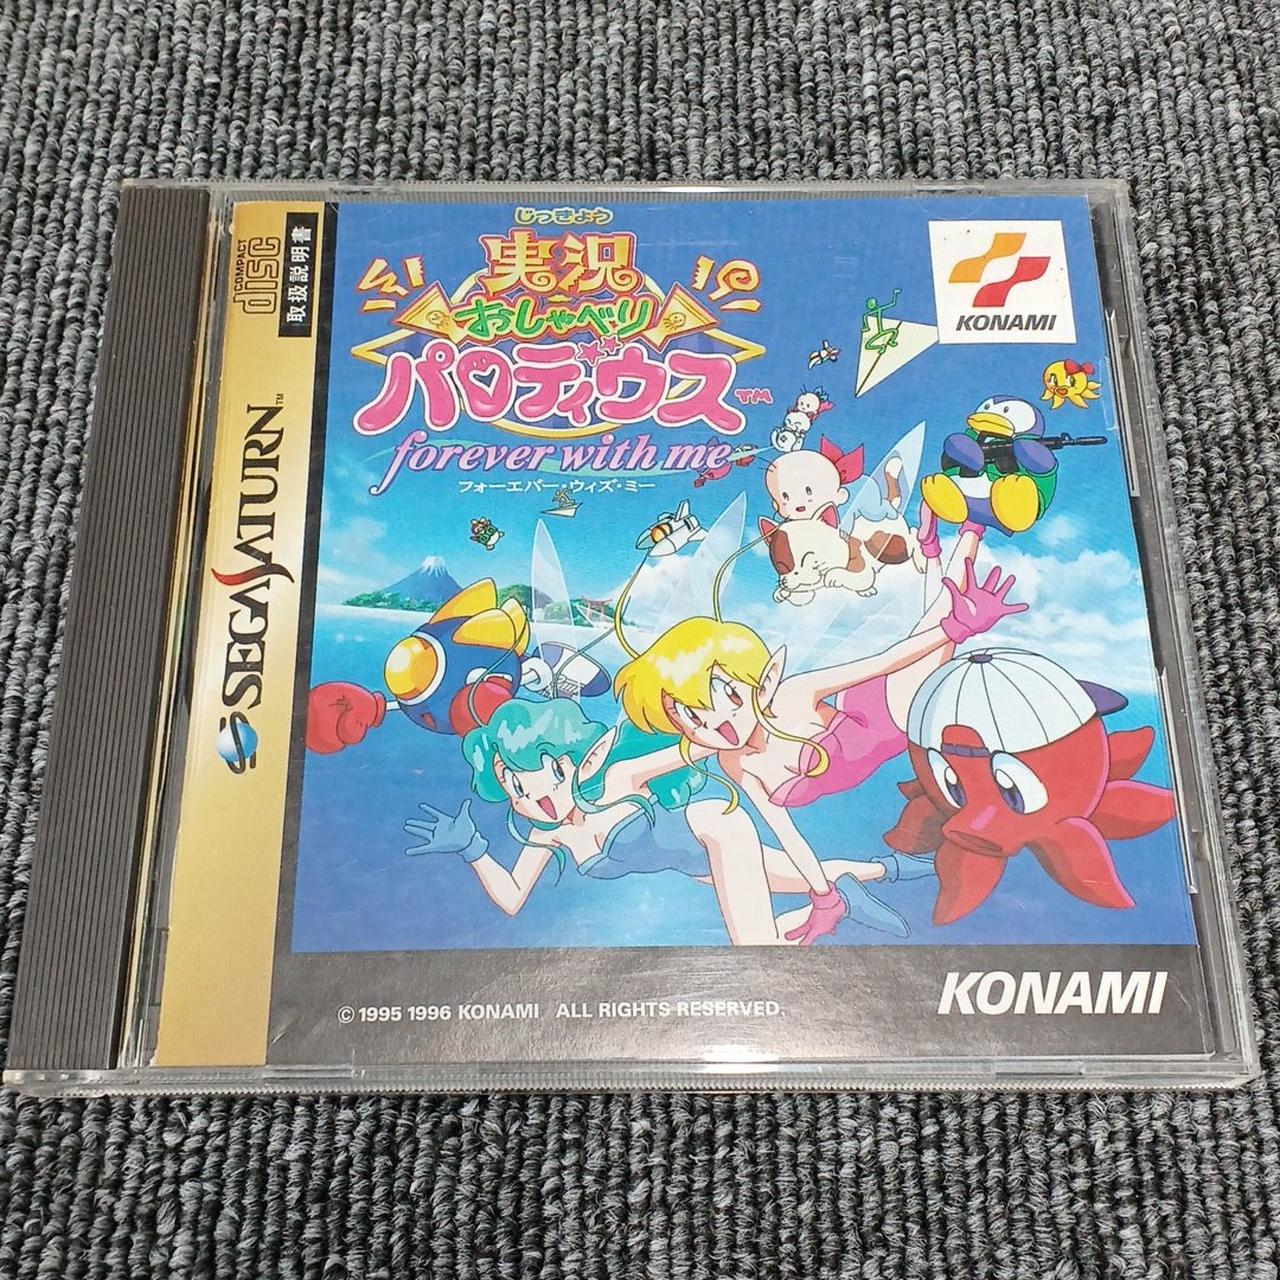 COMPACT
disc
取扱説明書
SEGA SATURN™
じっきょう
実況
おしゃべり
パロディウス™
forever with me
フォーエバー・ウィズ・ミー
KONAMI
© 1995 1996 KONAMI ALL RIGHTS RESERVED.
KONAMI